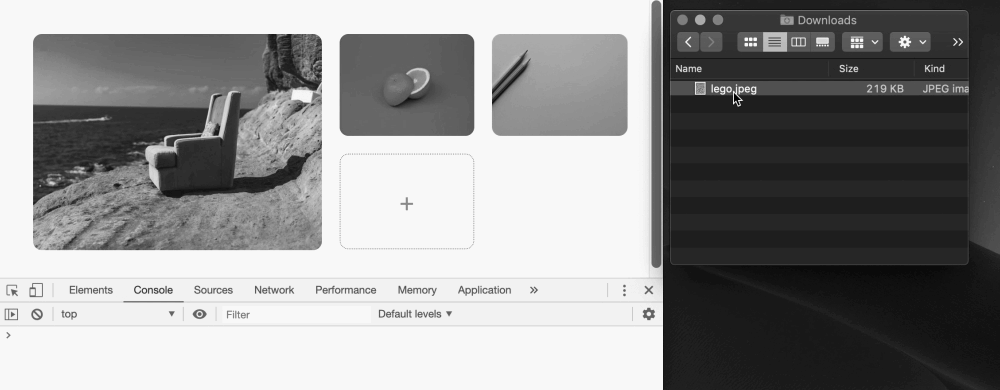 Elements Console Sources Network Performance Memory Application »
top ▼ Filter Default levels ▼
>
Downloads
Name Size Kind
lego.jpeg 219 KB JPEG ima